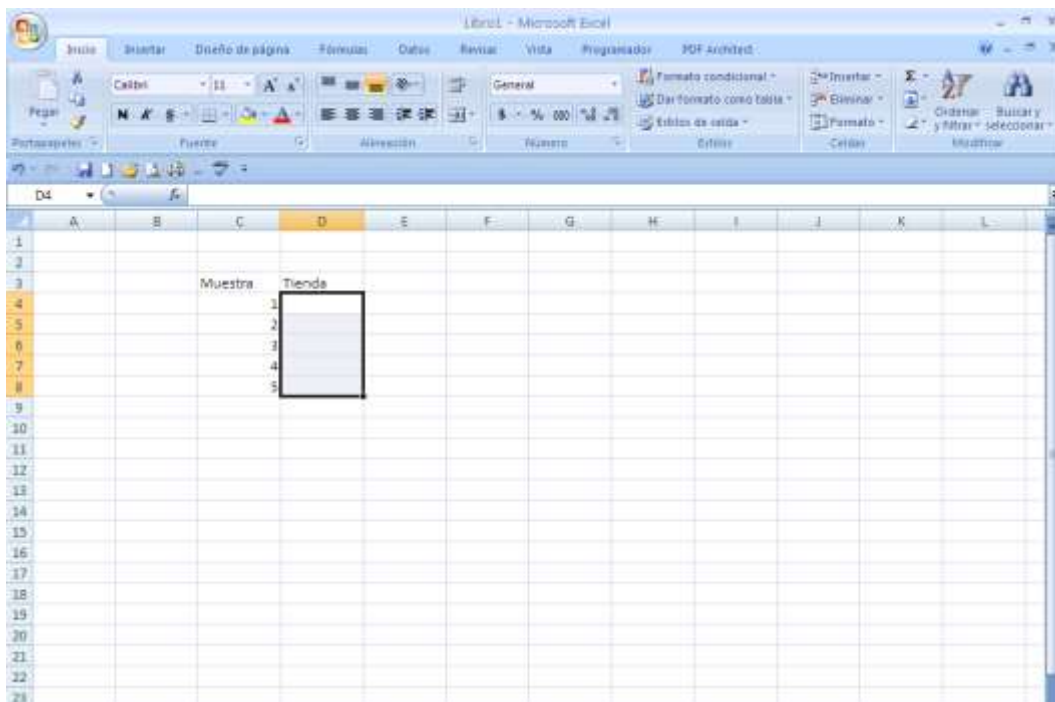 Libro1 - Microsoft Excel
Inicio Insertar Diseño de página Fórmulas Datos Revisar Vista Programador PDF Architect
Pegar
Calibri 11 A A
N K S A
General
$ % 000
Formato condicional
Dar formato como tabla
Estilos de celda
Insertar
Eliminar
Formato
Σ
Ordenar y filtrar
Buscar y seleccionar
Portapapeles Fuente Alineación Número Estilos Celdas Modificar
D4 fx
A B C D E F G H I J K L
1
2
3 Muestra Tienda
4 1
5 2
6 3
7 4
8 5
9
10
11
12
13
14
15
16
17
18
19
20
21
22
23